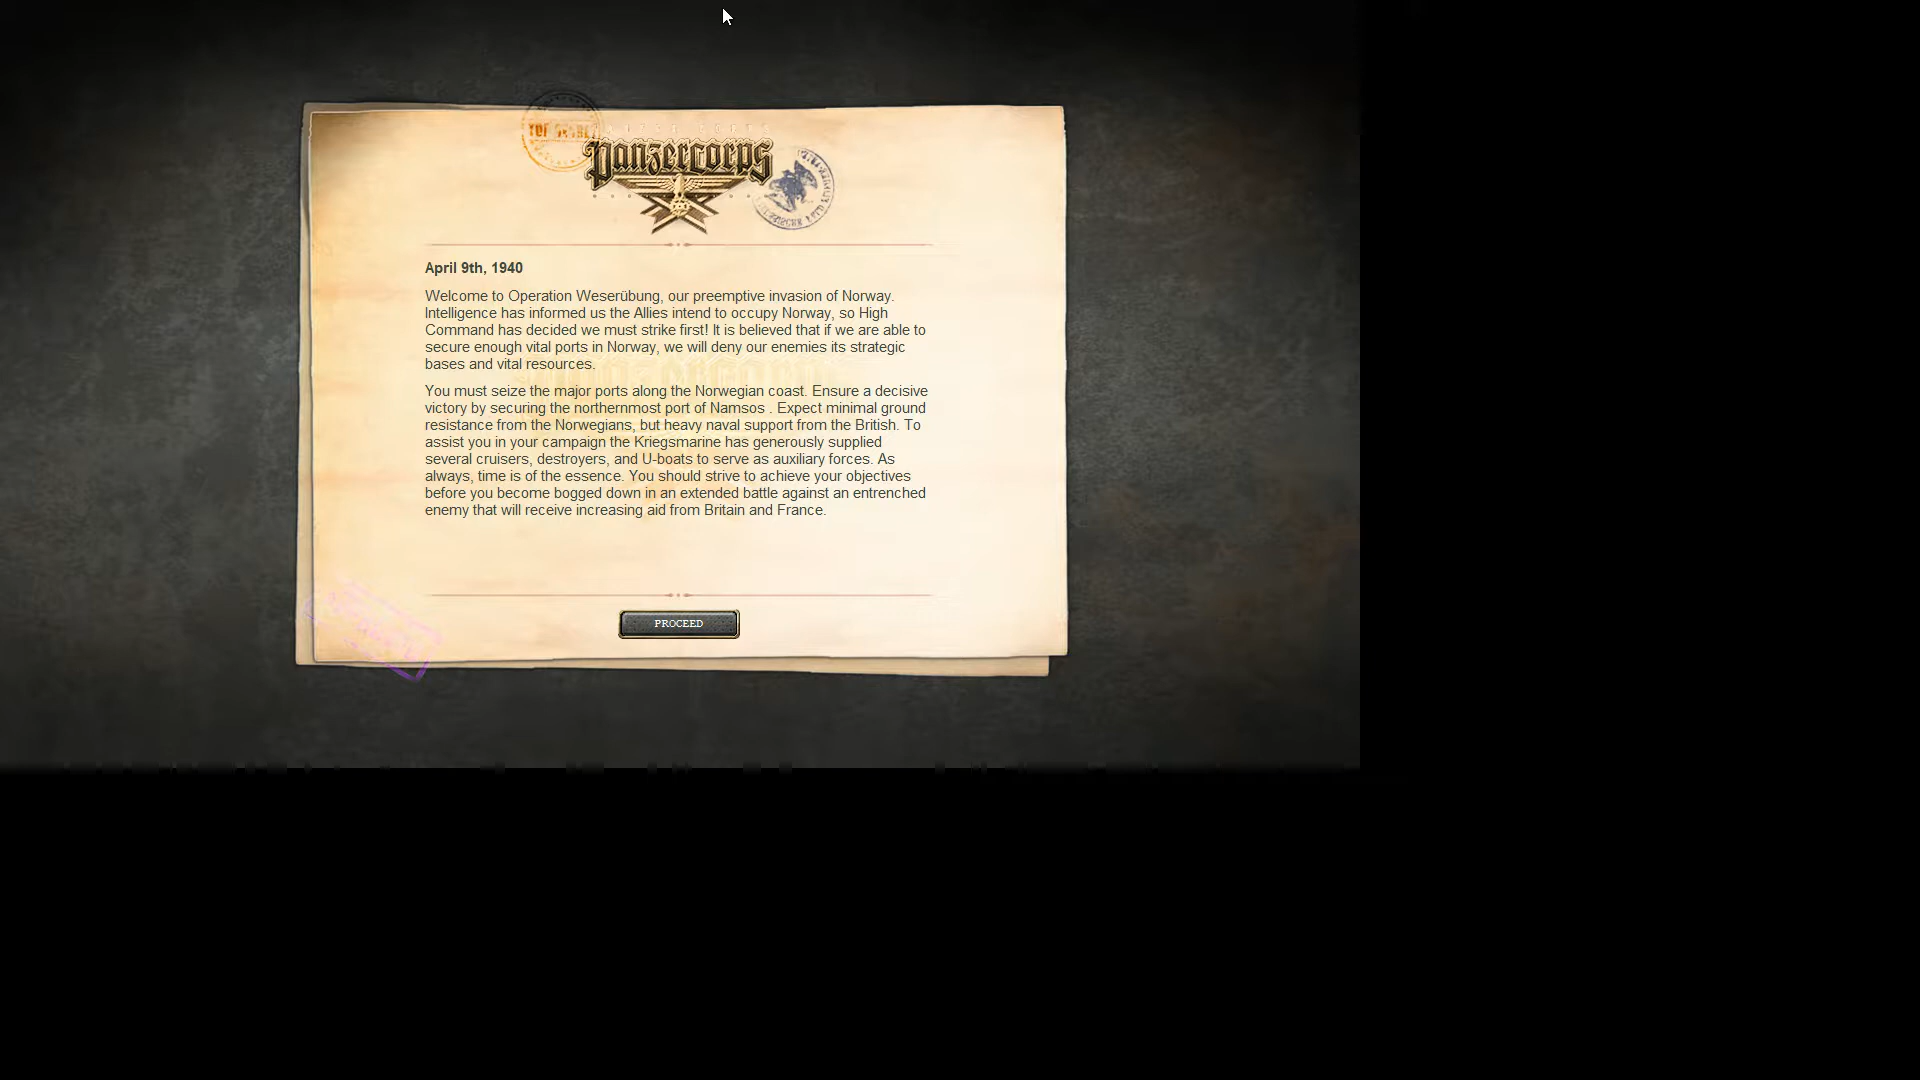 Panzercorps
April 9th, 1940
Welcome to Operation Weserübung, our preemptive invasion of Norway.
Intelligence has informed us the Allies intend to occupy Norway, so High
Command has decided we must strike first! It is believed that if we are able to
secure enough vital ports in Norway, we will deny our enemies its strategic
bases and vital resources.
You must seize the major ports along the Norwegian coast. Ensure a decisive
victory by securing the northernmost port of Namsos . Expect minimal ground
resistance from the Norwegians, but heavy naval support from the British. To
assist you in your campaign the Kriegsmarine has generously supplied
several cruisers, destroyers, and U-boats to serve as auxiliary forces. As
always, time is of the essence. You should strive to achieve your objectives
before you become bogged down in an extended battle against an entrenched
enemy that will receive increasing aid from Britain and France.
PROCEED